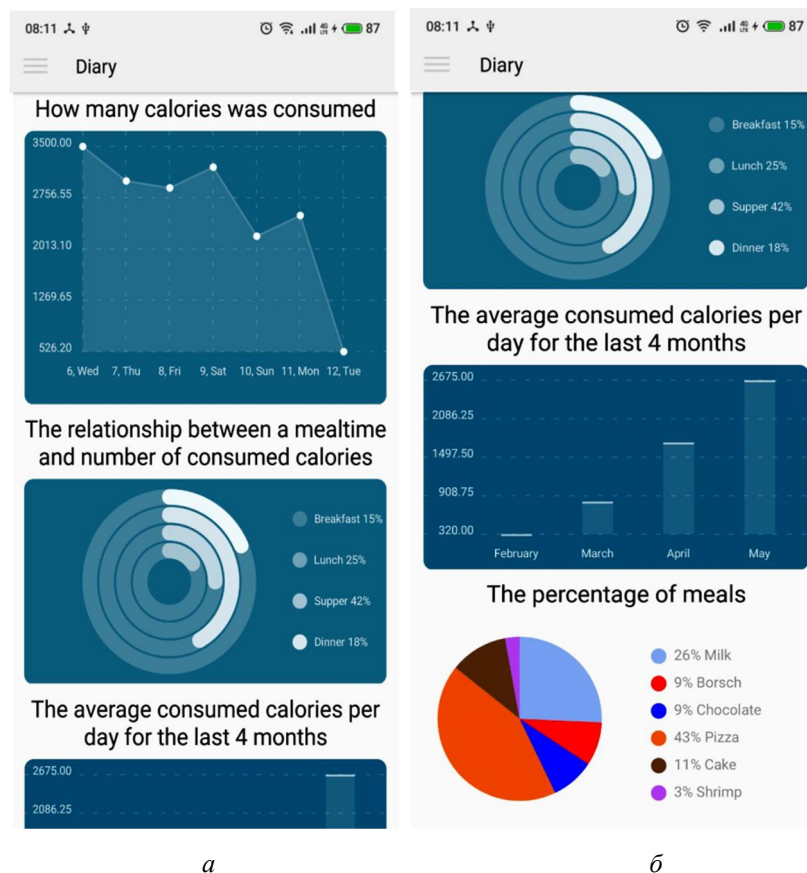 08:11 87
Diary
How many calories was consumed
3500.00
2756.55
2013.10
1269.65
526.20
6, Wed 7, Thu 8, Fri 9, Sat 10, Sun 11, Mon 12, Tue
The relationship between a mealtime
and number of consumed calories
Breakfast 15%
Lunch 25%
Supper 42%
Dinner 18%
The average consumed calories per
day for the last 4 months
2675.00
2086.25
а
08:11 87
Diary
Breakfast 15%
Lunch 25%
Supper 42%
Dinner 18%
The average consumed calories per
day for the last 4 months
2675.00
2086.25
1497.50
908.75
320.00
February March April May
The percentage of meals
26% Milk
9% Borsch
9% Chocolate
43% Pizza
11% Cake
3% Shrimp
б